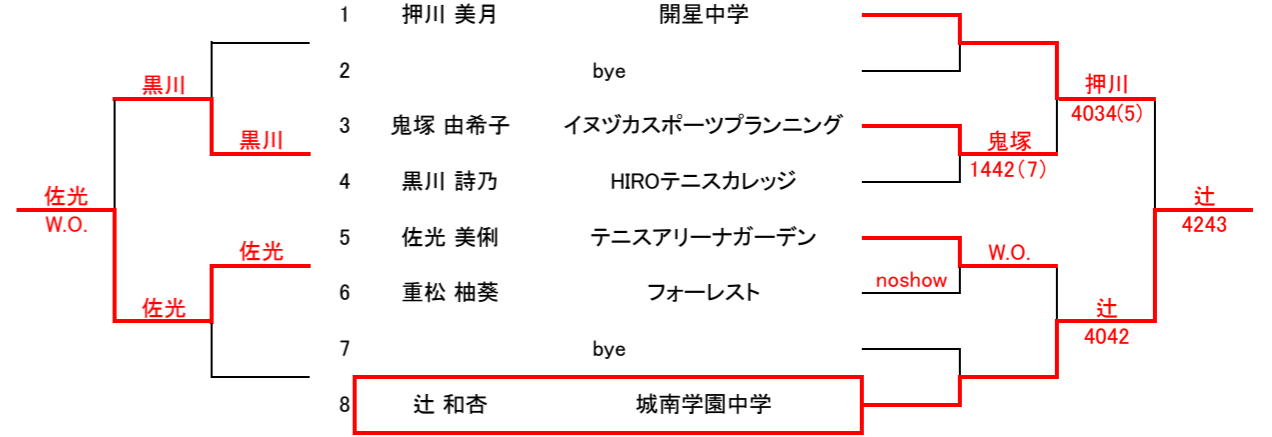 1 押川 美月 開星中学
2 bye
黒川 押川
4034(5)
3 鬼塚 由希子 イヌヅカスポーツプランニング
黒川 鬼塚
1442(7)
4 黒川 詩乃 HIROテニスカレッジ
佐光 辻
W.O. 4243
5 佐光 美俐 テニスアリーナガーデン
佐光 W.O.
noshow
6 重松 柚葵 フォーレスト
佐光 辻
4042
7 bye
8 辻 和杏 城南学園中学